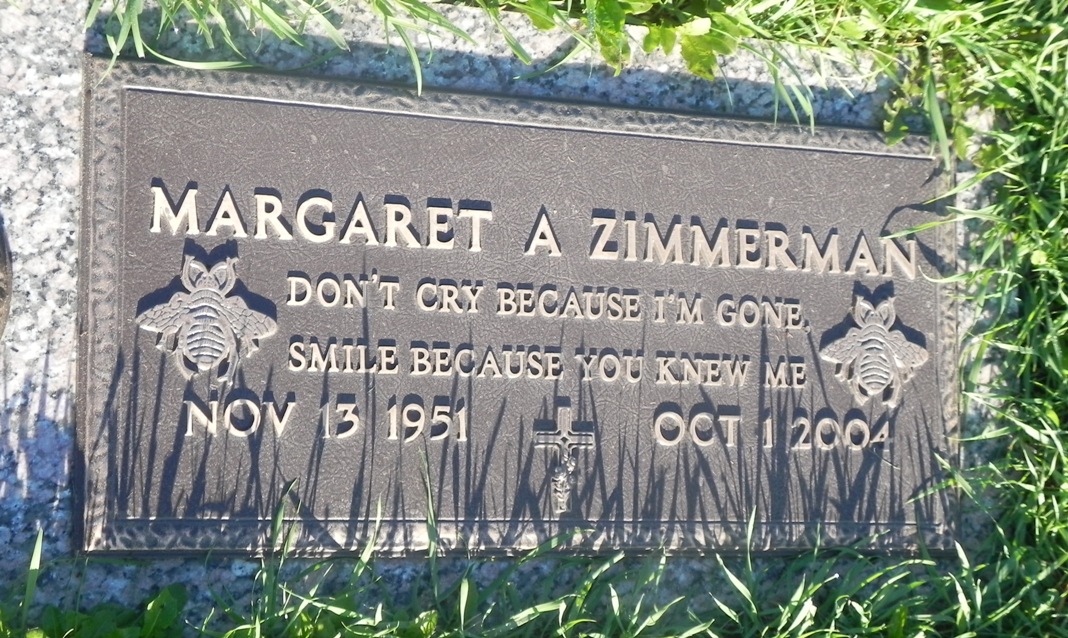 MARGARET A ZIMMERMAN
DON'T CRY BECAUSE I'M GONE,
SMILE BECAUSE YOU KNEW ME
NOV 13 1951 OCT 1 2004